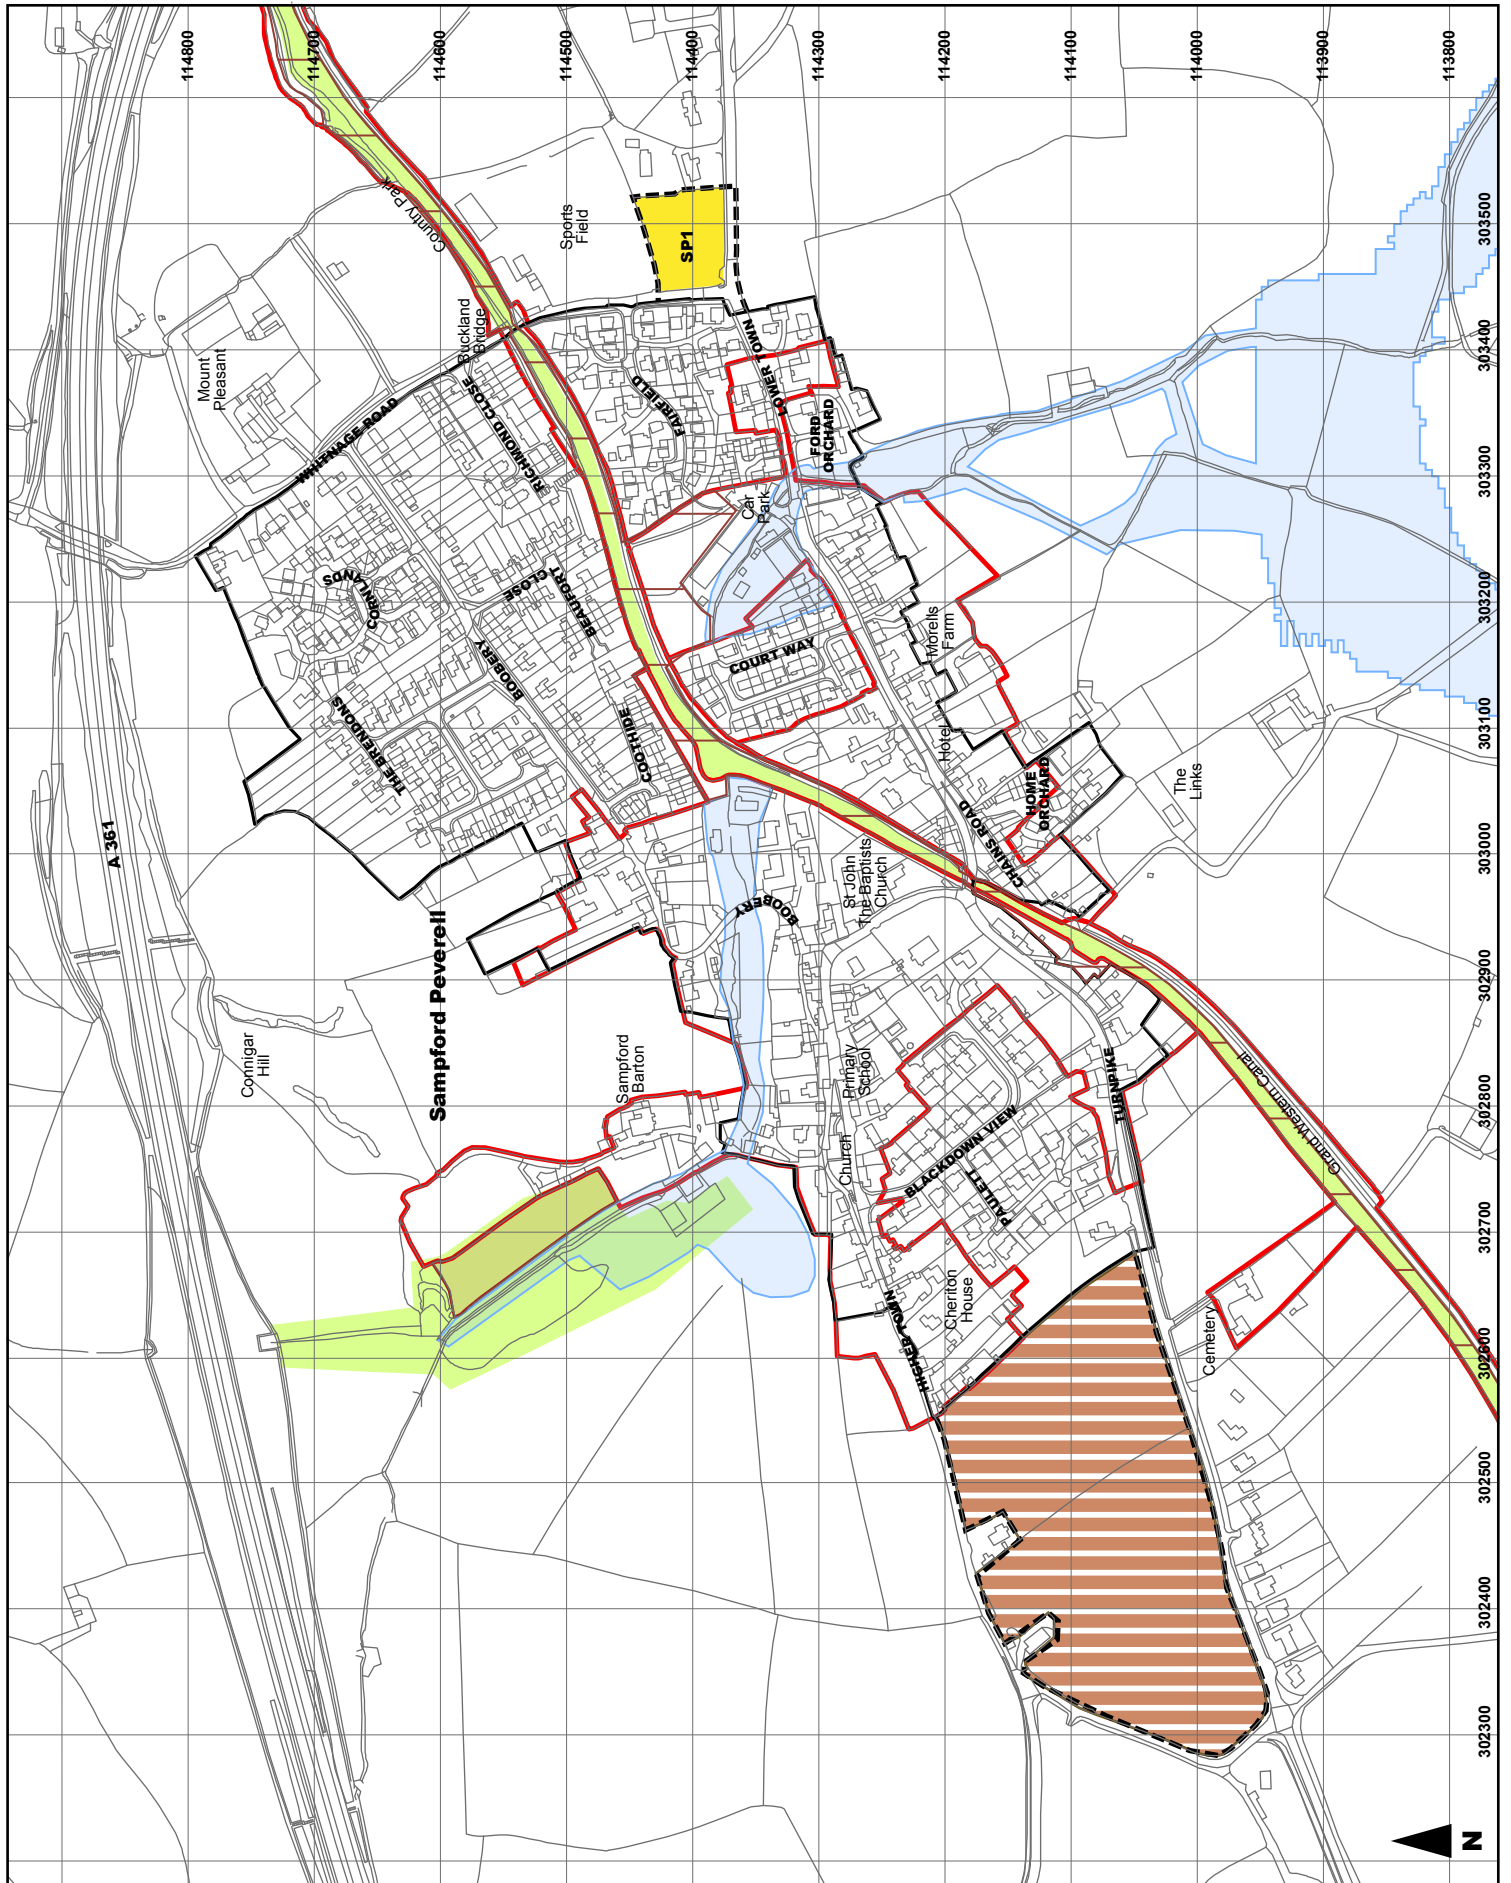 114800
114700
114600
114500
114400
114300
114200
114100
114000
113900
113800
303500
303400
303300
303200
303100
303000
302900
302800
302700
302600
302500
302400
302300
A 361
Country Park
Sports
Field
SP1
Mount
Pleasant
Buckland
Bridge
WHITNAGE ROAD
RICHMOND CLOSE
FAIRFIELD
LOWER TOWN
FORD
ORCHARD
Car
Park
CORNLANDS
BEAUFORT CLOSE
BOOBERY
THE BRENDONS
COOTHIDE
COURT WAY
Morells
Farm
Hotel
HOME
ORCHARD
The
Links
CHAINS ROAD
St John
The Baptists
Church
BOOBERY
Sampford Peverell
Connigar
Hill
Sampford
Barton
Primary
School
Church
BLACKDOWN VIEW
PAULETT
TURNPIKE
Grand Western Canal
Cheriton
House
HIGHER TOWN
Cemetery
N